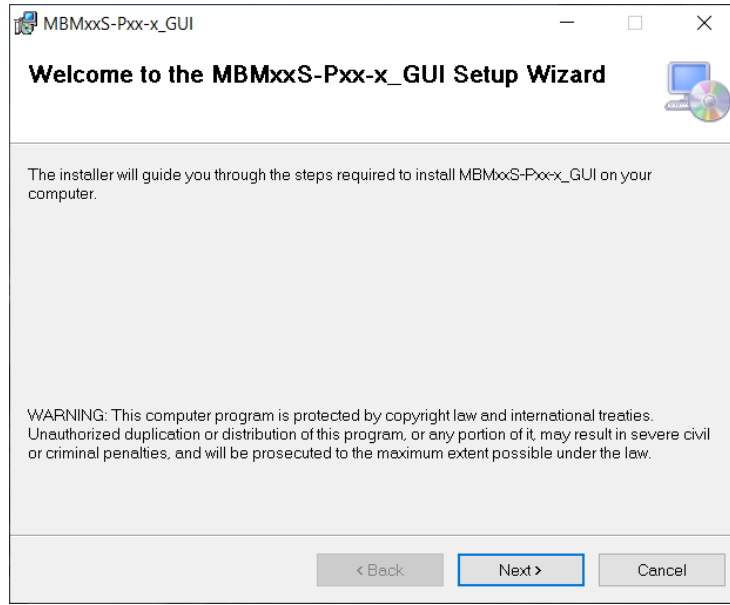 MBMxxS-Pxx-x_GUI
Welcome to the MBMxxS-Pxx-x_GUI Setup Wizard
The installer will guide you through the steps required to install MBMxxS-Pxx-x_GUI on your
computer.
WARNING: This computer program is protected by copyright law and international treaties.
Unauthorized duplication or distribution of this program, or any portion of it, may result in severe civil
or criminal penalties, and will be prosecuted to the maximum extent possible under the law.
< Back Next > Cancel